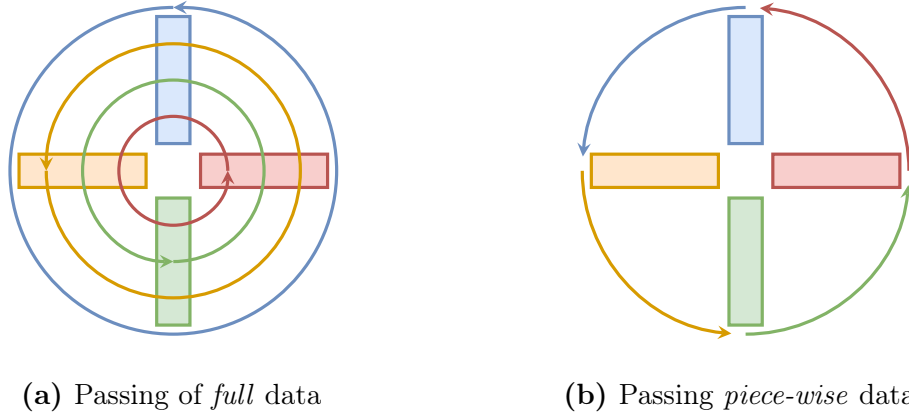 (a) Passing of full data
(b) Passing piece-wise data